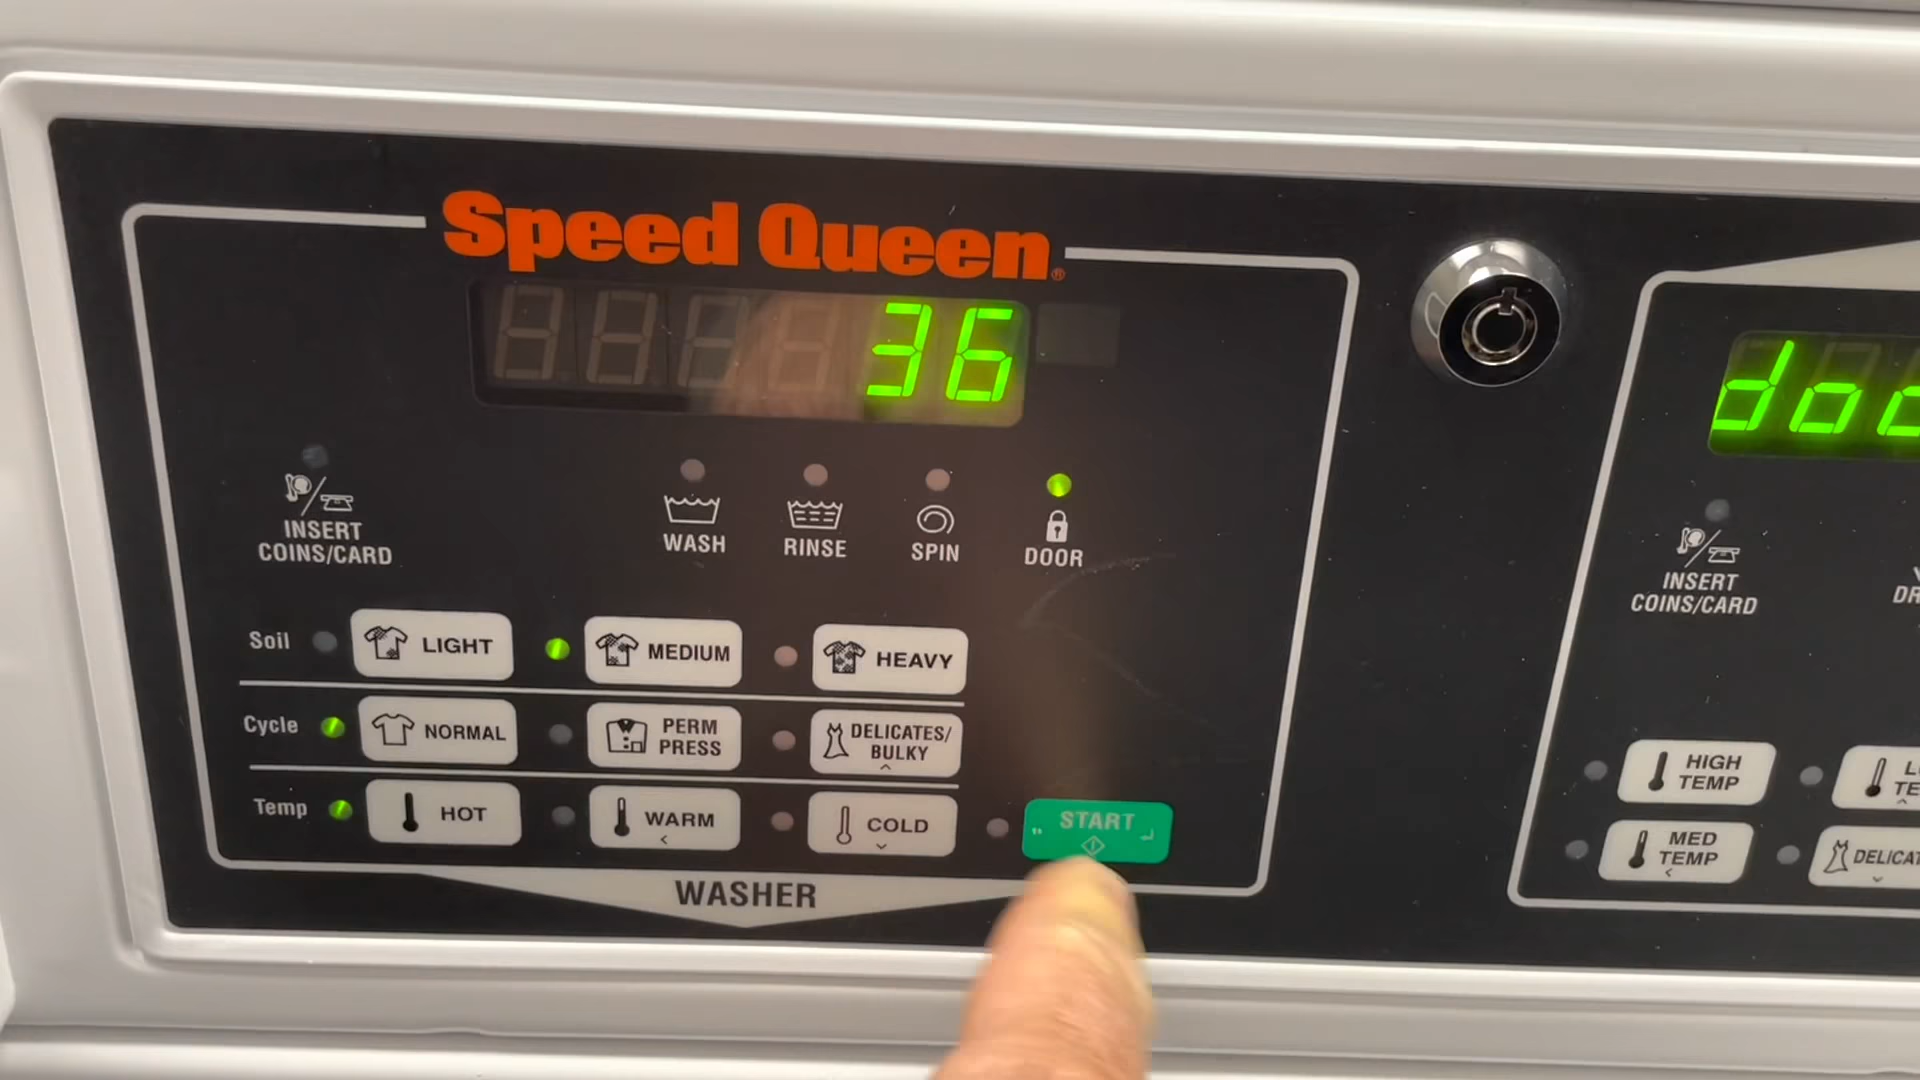 Speed Queen®
36
INSERT
COINS/CARD
WASH
RINSE
SPIN
DOOR
Soil
LIGHT
MEDIUM
HEAVY
Cycle
NORMAL
PERM
PRESS
DELICATES/
BULKY
Temp
HOT
WARM
COLD
START
WASHER
INSERT
COINS/CARD
HIGH
TEMP
MED
TEMP